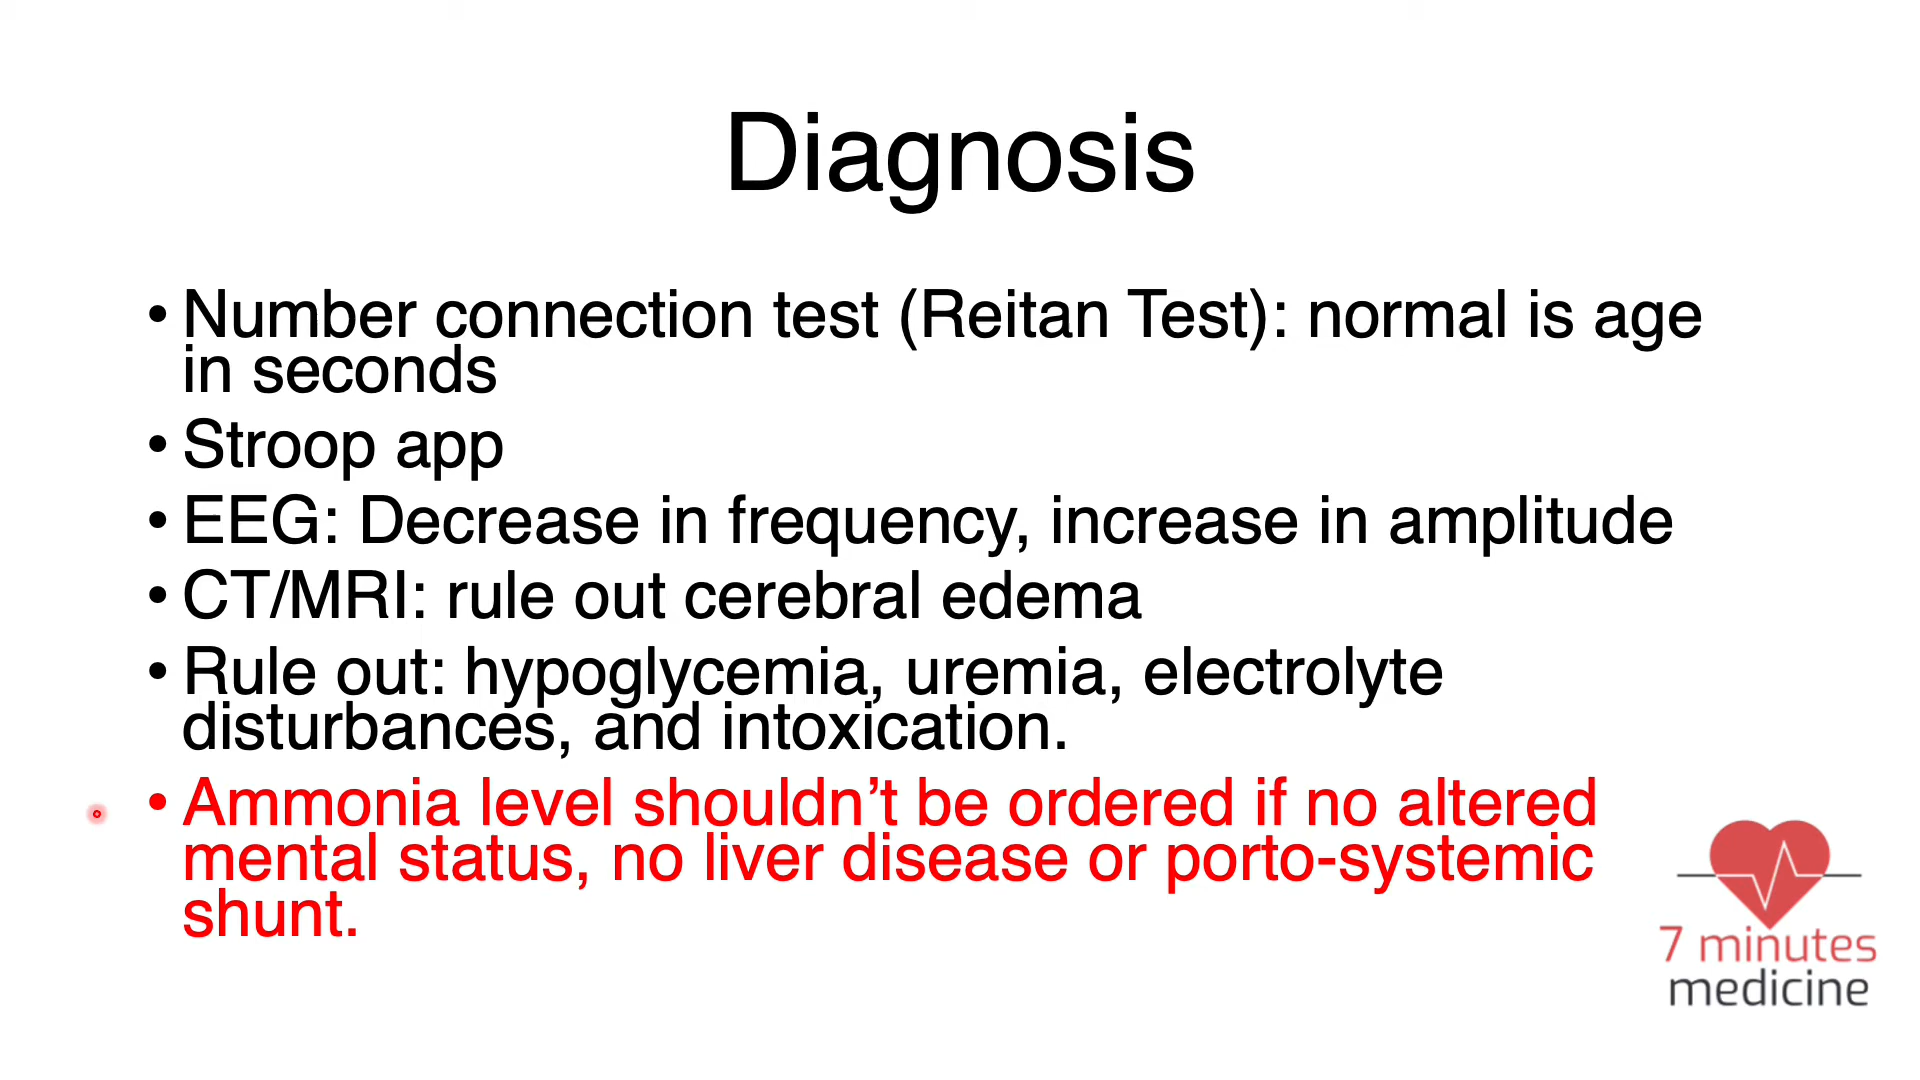 Diagnosis
• Number connection test (Reitan Test): normal is age
in seconds
• Stroop app
• EEG: Decrease in frequency, increase in amplitude
• CT/MRI: rule out cerebral edema
• Rule out: hypoglycemia, uremia, electrolyte
disturbances, and intoxication.
• Ammonia level shouldn’t be ordered if no altered
mental status, no liver disease or porto-systemic
shunt.
7 minutes
medicine